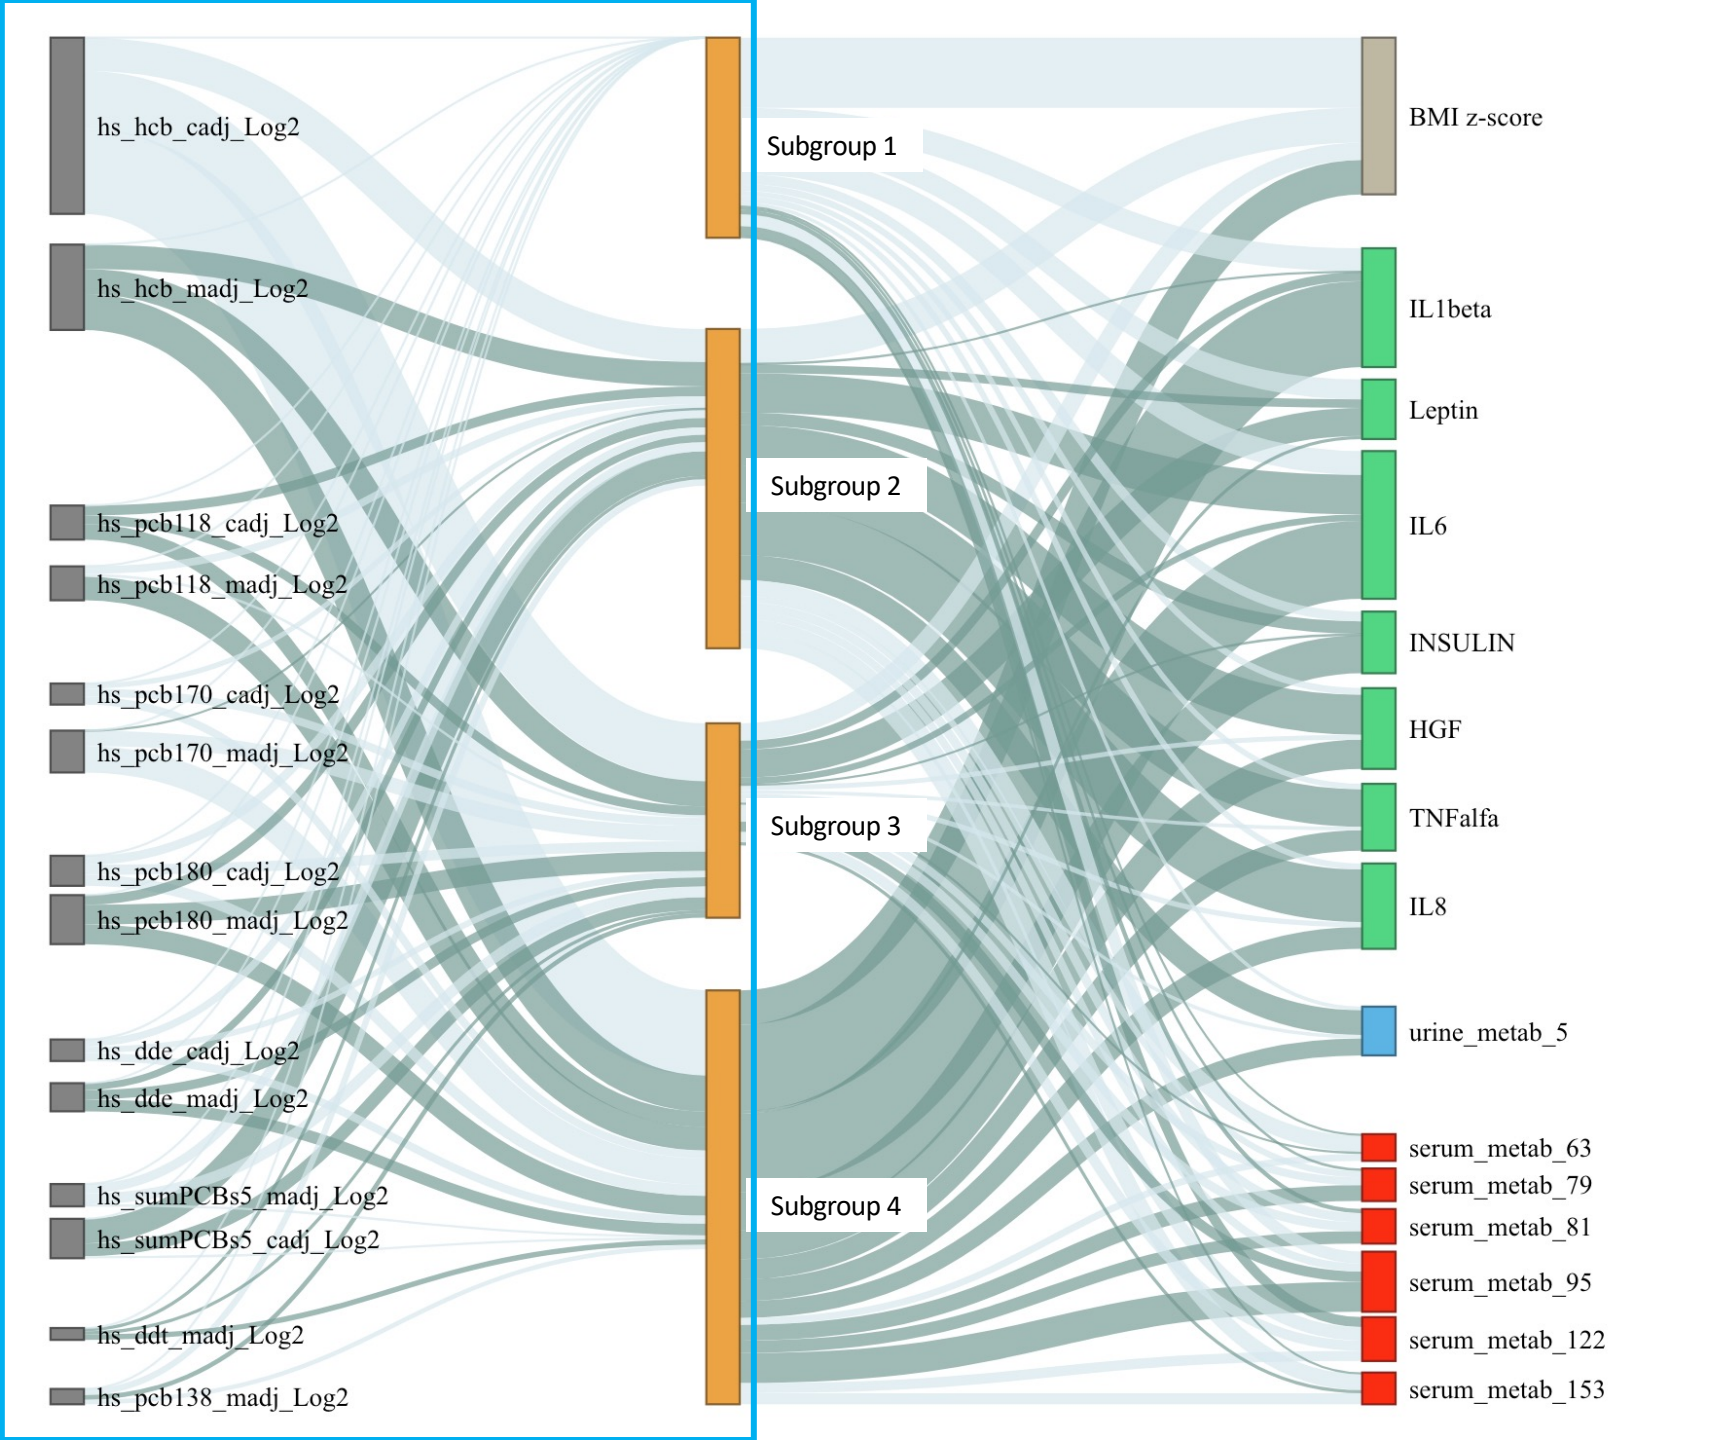 hs_hcb_cadj_Log2
hs_hcb_madj_Log2
hs_pcb118_cadj_Log2
hs_pcb118_madj_Log2
hs_pcb170_cadj_Log2
hs_pcb170_madj_Log2
hs_pcb180_cadj_Log2
hs_pcb180_madj_Log2
hs_dde_cadj_Log2
hs_dde_madj_Log2
hs_sumPCBs5_madj_Log2
hs_sumPCBs5_cadj_Log2
hs_ddt_madj_Log2
hs_pcb138_madj_Log2
Subgroup 1
Subgroup 2
Subgroup 3
Subgroup 4
BMI z-score
IL1beta
Leptin
IL6
INSULIN
HGF
TNFalfa
IL8
urine_metab_5
serum_metab_63
serum_metab_79
serum_metab_81
serum_metab_95
serum_metab_122
serum_metab_153